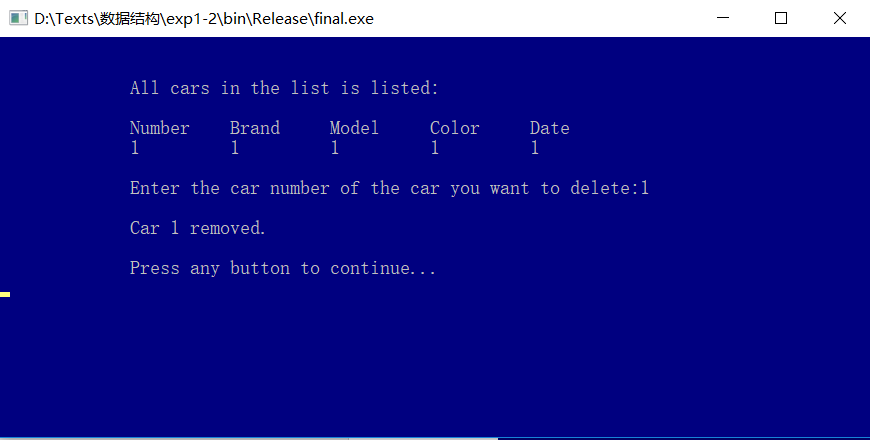 D:\Texts\数据结构\exp1-2\bin\Release\final.exe
All cars in the list is listed:
Number Brand Model Color Date
1 1 1 1 1
Enter the car number of the car you want to delete:1
Car 1 removed.
Press any button to continue...